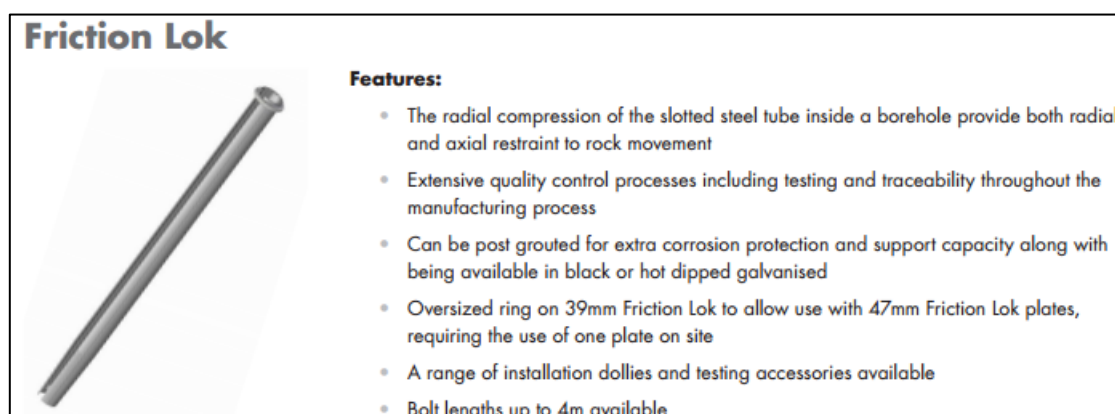 Friction Lok
Features:
The radial compression of the slotted steel tube inside a borehole provide both radial
and axial restraint to rock movement
Extensive quality control processes including testing and traceability throughout the
manufacturing process
Can be post grouted for extra corrosion protection and support capacity along with
being available in black or hot dipped galvanised
Oversized ring on 39mm Friction Lok to allow use with 47mm Friction Lok plates,
requiring the use of one plate on site
A range of installation dollies and testing accessories available
Bolt lengths up to 4m available